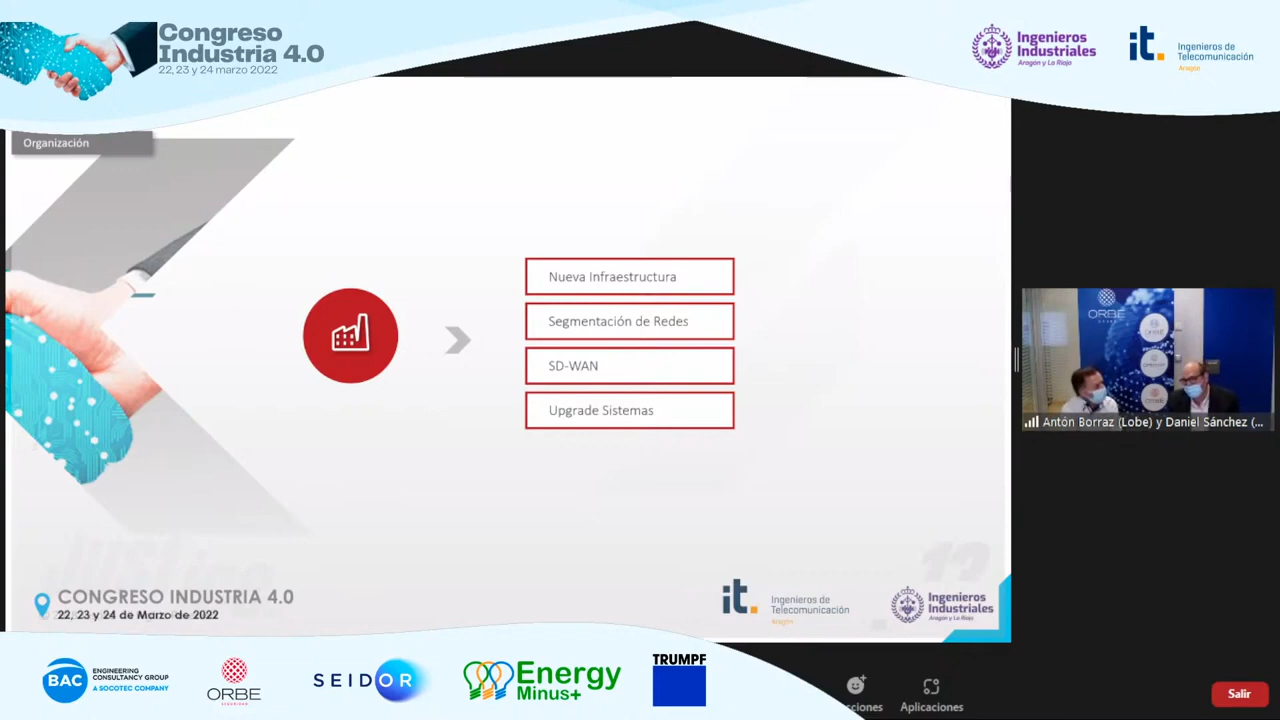 Congreso
Industria 4.0
22, 23 y 24 marzo 2022
Ingenieros
Industriales
Aragón y La Rioja
it.
Ingenieros de
Telecomunicación
Aragón
Organización
Nueva Infraestructura
Segmentación de Redes
SD-WAN
Upgrade Sistemas
ORBE
Antón Borraz (Lobe) y Daniel Sánchez (...
12
CONGRESO INDUSTRIA 4.0
22, 23 y 24 de Marzo de 2022
it.
Ingenieros de
Telecomunicación
Aragón
Ingenieros
Industriales
Aragón y La Rioja
BAC
ENGINEERING
CONSULTANCY GROUP
A SOCOTEC COMPANY
ORBE
SEGURIDAD
SEIDOR
Energy
Minus+
TRUMPF
cciones
Aplicaciones
Salir